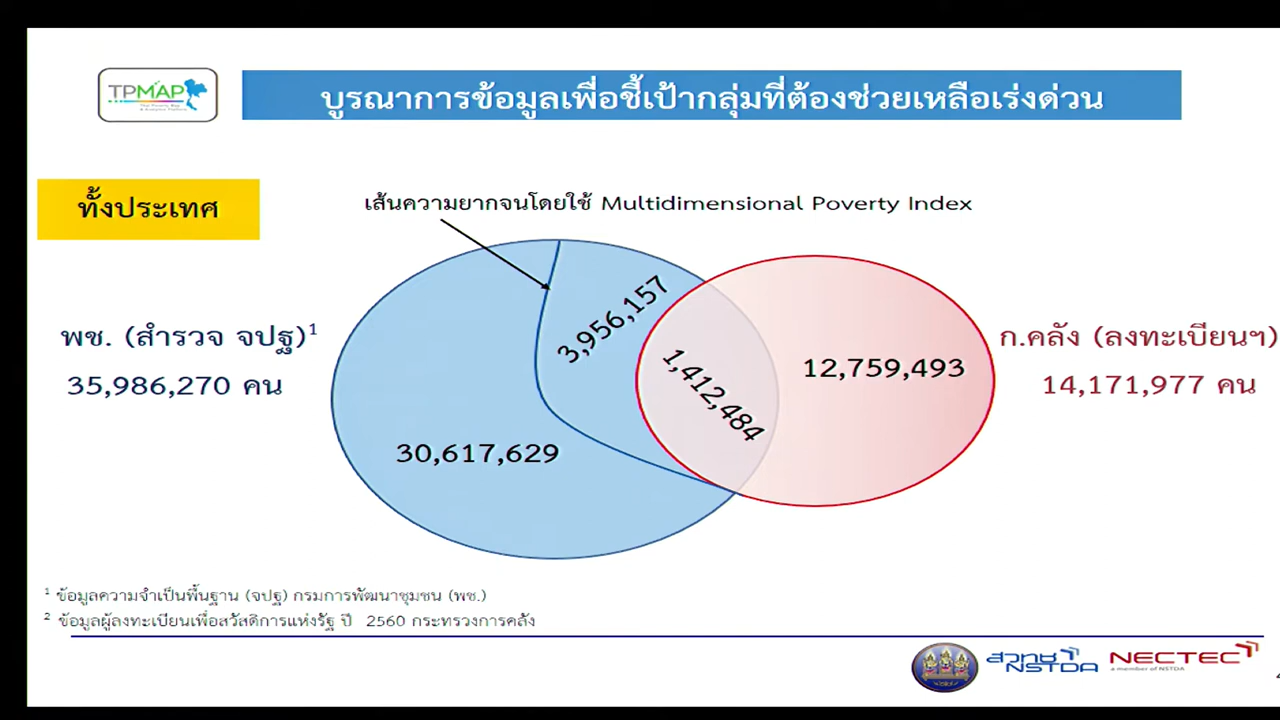 TPMAP
บูรณาการข้อมูลเพื่อชี้เป้ากลุ่มที่ต้องช่วยเหลือเร่งด่วน
ทั้งประเทศ
เส้นความยากจนโดยใช้ Multidimensional Poverty Index
พช. (สำรวจ จปฐ)1
35,986,270 คน
3,956,157
1,412,484
12,759,493
30,617,629
ก.คลัง (ลงทะเบียนฯ)
14,171,977 คน
1 ข้อมูลความจำเป็นพื้นฐาน (จปฐ) กรมการพัฒนาชุมชน (พช.)
2 ข้อมูลผู้ลงทะเบียนเพื่อสวัสดิการแห่งรัฐ ปี 2560 กระทรวงการคลัง
สวทช
NSTDA
NECTEC
a member of NSTDA